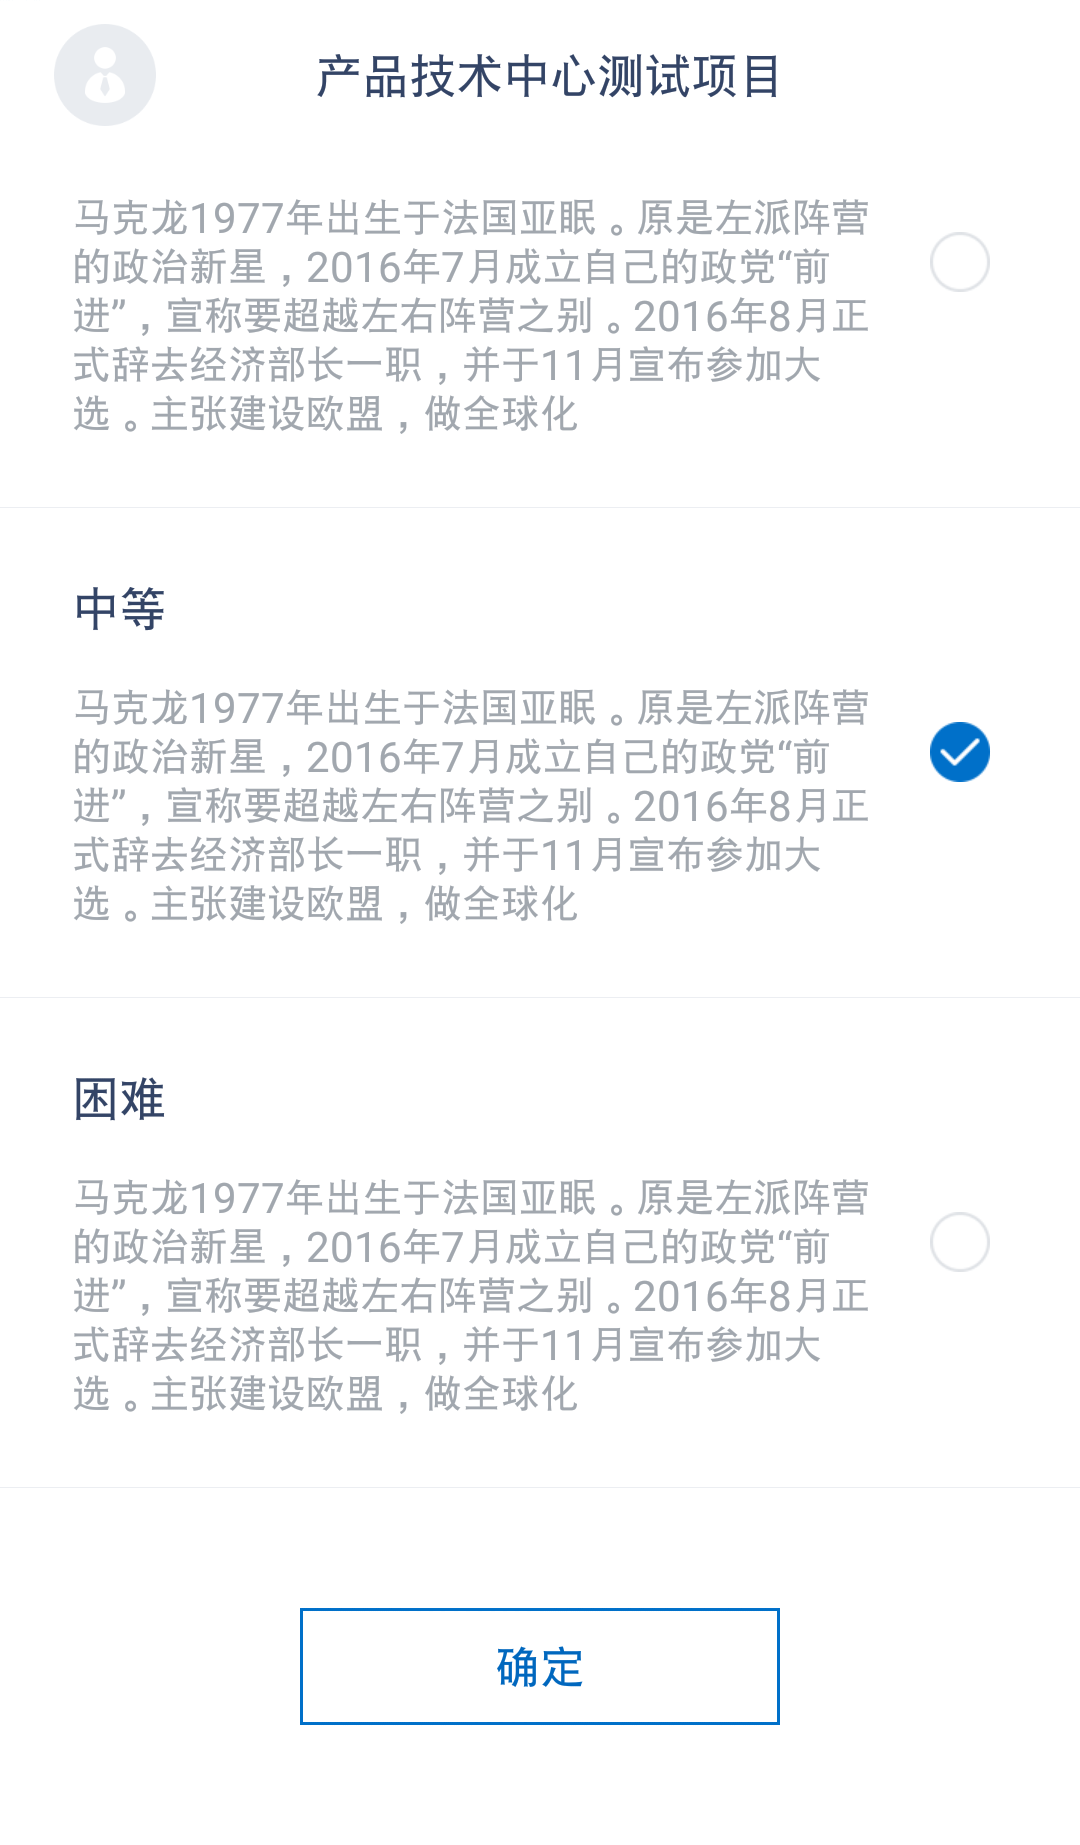 产品技术中心测试项目
马克龙1977年出生于法国亚眠。原是左派阵营
的政治新星，2016年7月成立自己的政党“前
进”，宣称要超越左右阵营之别。2016年8月正
式辞去经济部长一职，并于11月宣布参加大
选。主张建设欧盟，做全球化
中等
马克龙1977年出生于法国亚眠。原是左派阵营
的政治新星，2016年7月成立自己的政党“前
进”，宣称要超越左右阵营之别。2016年8月正
式辞去经济部长一职，并于11月宣布参加大
选。主张建设欧盟，做全球化
困难
马克龙1977年出生于法国亚眠。原是左派阵营
的政治新星，2016年7月成立自己的政党“前
进”，宣称要超越左右阵营之别。2016年8月正
式辞去经济部长一职，并于11月宣布参加大
选。主张建设欧盟，做全球化
确定